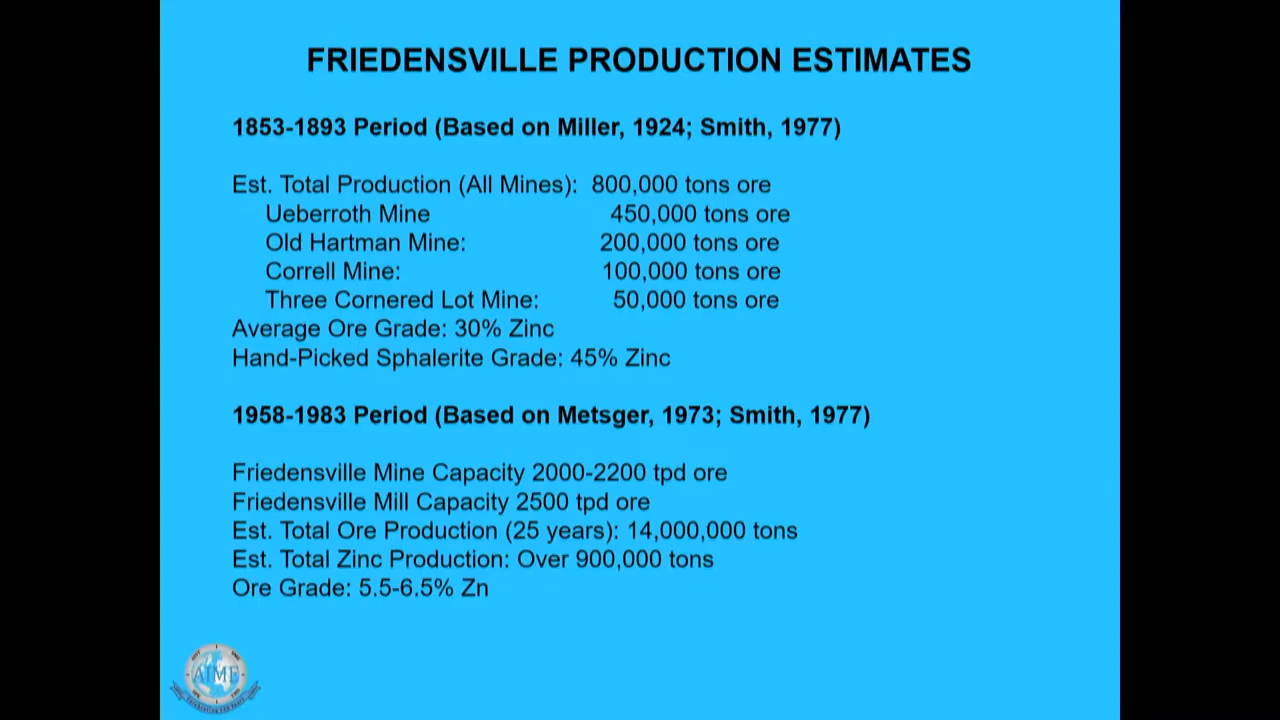 FRIEDENSVILLE PRODUCTION ESTIMATES
1853-1893 Period (Based on Miller, 1924; Smith, 1977)
Est. Total Production (All Mines): 800,000 tons ore
Ueberroth Mine 450,000 tons ore
Old Hartman Mine: 200,000 tons ore
Correll Mine: 100,000 tons ore
Three Cornered Lot Mine: 50,000 tons ore
Average Ore Grade: 30% Zinc
Hand-Picked Sphalerite Grade: 45% Zinc
1958-1983 Period (Based on Metsger, 1973; Smith, 1977)
Friedensville Mine Capacity 2000-2200 tpd ore
Friedensville Mill Capacity 2500 tpd ore
Est. Total Ore Production (25 years): 14,000,000 tons
Est. Total Zinc Production: Over 900,000 tons
Ore Grade: 5.5-6.5% Zn
AIME